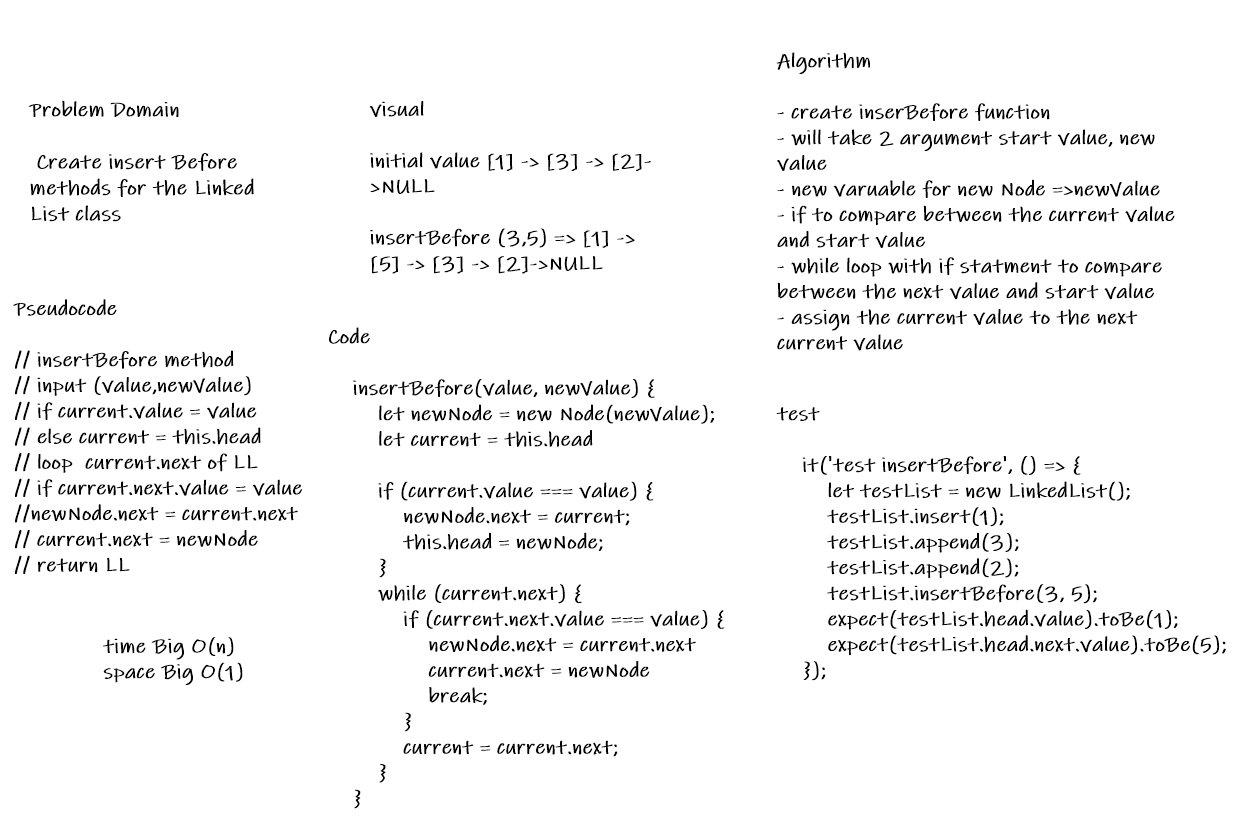 Problem Domain
Create insert Before
methods for the Linked
List class
visual
initial value [1] -> [3] -> [2]-
>NULL
insertBefore (3,5) => [1] ->
[5] -> [3] -> [2]->NULL
Algorithm
- create inserBefore function
- will take 2 argument start value, new
value
- new varuable for new Node =>newValue
- if to compare between the current value
and start value
- while loop with if statment to compare
between the next value and start value
- assign the current value to the next
current value
Pseudocode
// insertBefore method
// input (value,newValue)
// if current.value = value
// else current = this.head
// loop  current.next of LL
// if current.next.value = value
//newNode.next = current.next
// current.next = newNode
// return LL
time Big O(n)
space Big O(1)
Code
insertBefore(value, newValue) {
let newNode = new Node(newValue);
let current = this.head
if (current.value === value) {
newNode.next = current;
this.head = newNode;
}
while (current.next) {
if (current.next.value === value) {
newNode.next = current.next
current.next = newNode
break;
}
current = current.next;
}
}
test
it('test insertBefore', () => {
let testList = new LinkedList();
testList.insert(1);
testList.append(3);
testList.append(2);
testList.insertBefore(3, 5);
expect(testList.head.value).toBe(1);
expect(testList.head.next.value).toBe(5);
});